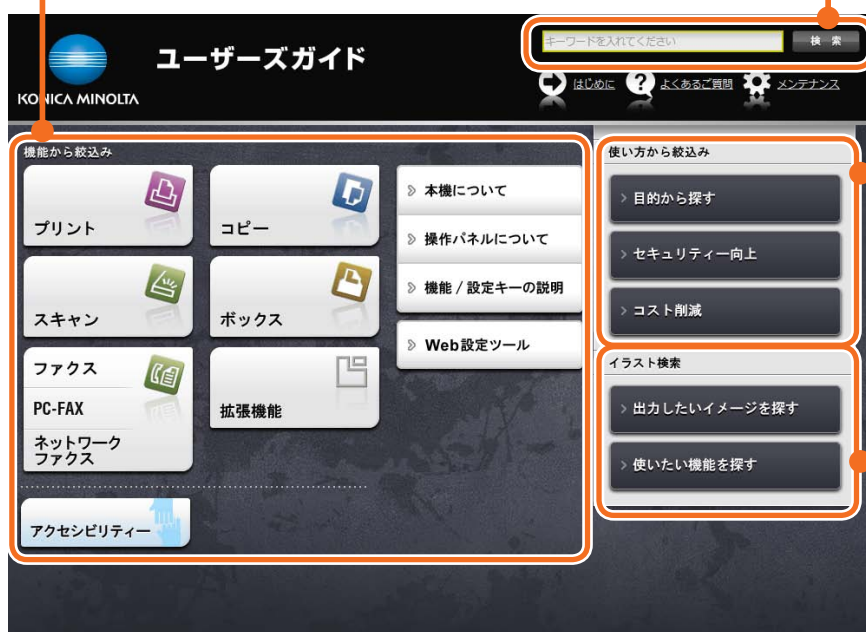 キーワードを入れてください
検 索
ユーザーズガイド
KONICA MINOLTA
はじめに
よくあるご質問
メンテナンス
機能から絞込み
プリント
コピー
スキャン
ボックス
ファクス
PC-FAX
ネットワーク
ファクス
拡張機能
アクセシビリティー
本機について
操作パネルについて
機能 / 設定キーの説明
Web設定ツール
使い方から絞込み
目的から探す
セキュリティー向上
コスト削減
イラスト検索
出力したいイメージを探す
使いたい機能を探す